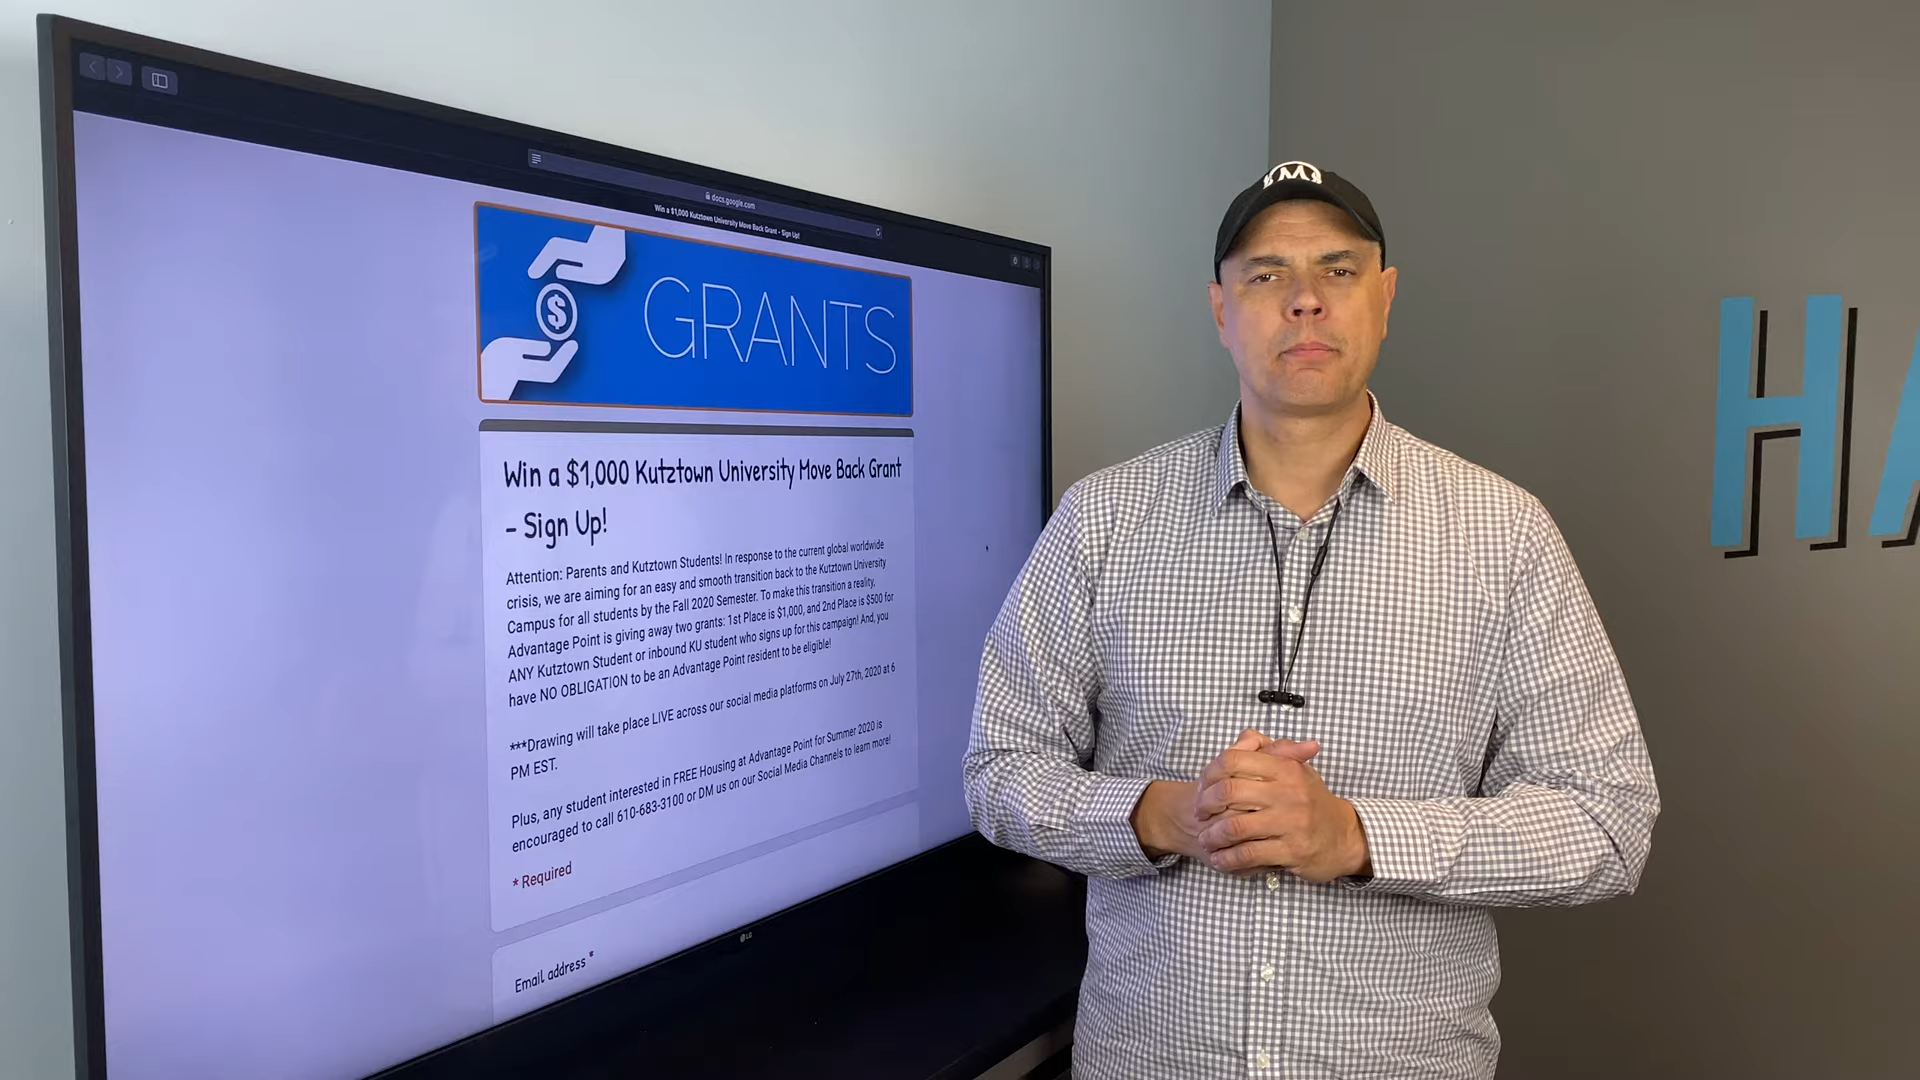 docs.google.com
Win a $1,000 Kutztown University Move Back Grant - Sign Up!
$
GRANTS
Win a $1,000 Kutztown University Move Back Grant
- Sign Up!
Attention: Parents and Kutztown Students! In response to the current global worldwide
crisis, we are aiming for an easy and smooth transition back to the Kutztown University
Campus for all students by the Fall 2020 Semester. To make this transition a reality,
Advantage Point is giving away two grants: 1st Place is $1,000, and 2nd Place is $500 for
ANY Kutztown Student or inbound KU student who signs up for this campaign! And, you
have NO OBLIGATION to be an Advantage Point resident to be eligible!
***Drawing will take place LIVE across our social media platforms on July 27th, 2020 at 6
PM EST.
Plus, any student interested in FREE Housing at Advantage Point for Summer 2020 is
encouraged to call 610-683-3100 or DM us on our Social Media Channels to learn more!
* Required
Email address *
LG
HA